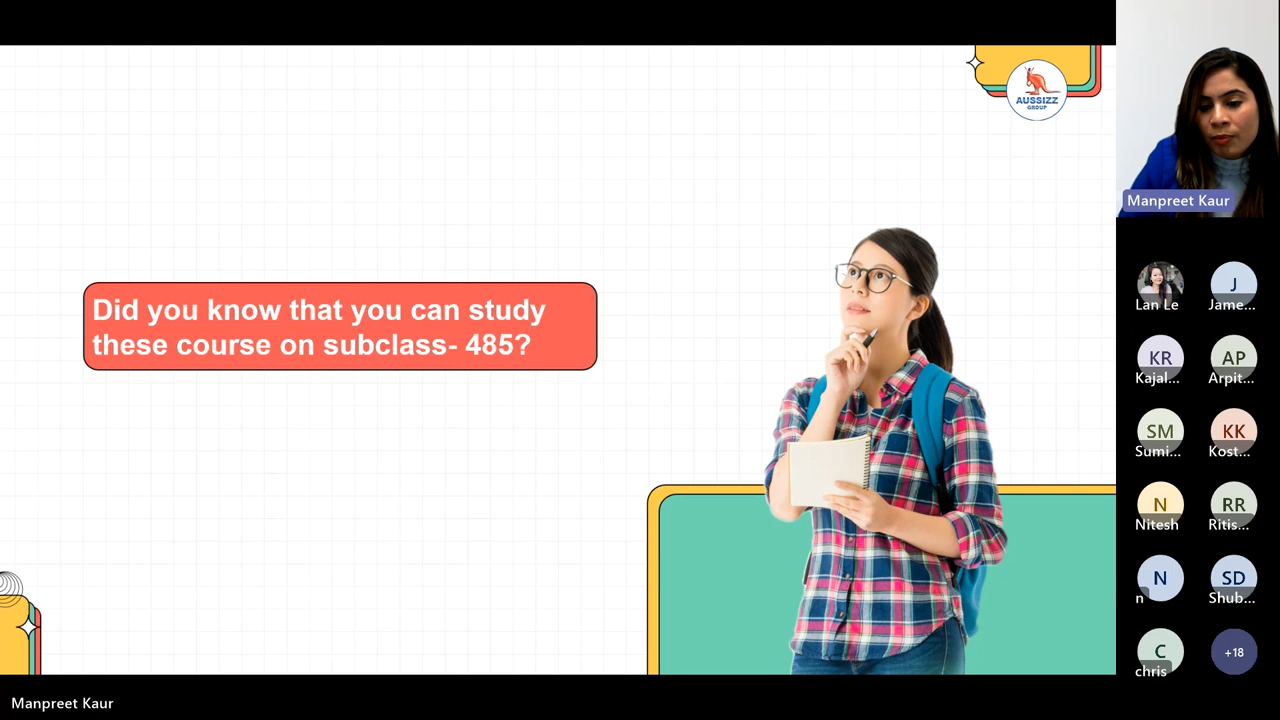 AUSSIZZ
GROUP
Did you know that you can study
these course on subclass- 485?
Manpreet Kaur
Lan Le
J
Jame...
KR
Kajal...
AP
Arpit...
SM
Sumi...
KK
Kost...
N
Nitesh
RR
Ritis...
N
n
SD
Shub...
C
chris
+18
Manpreet Kaur